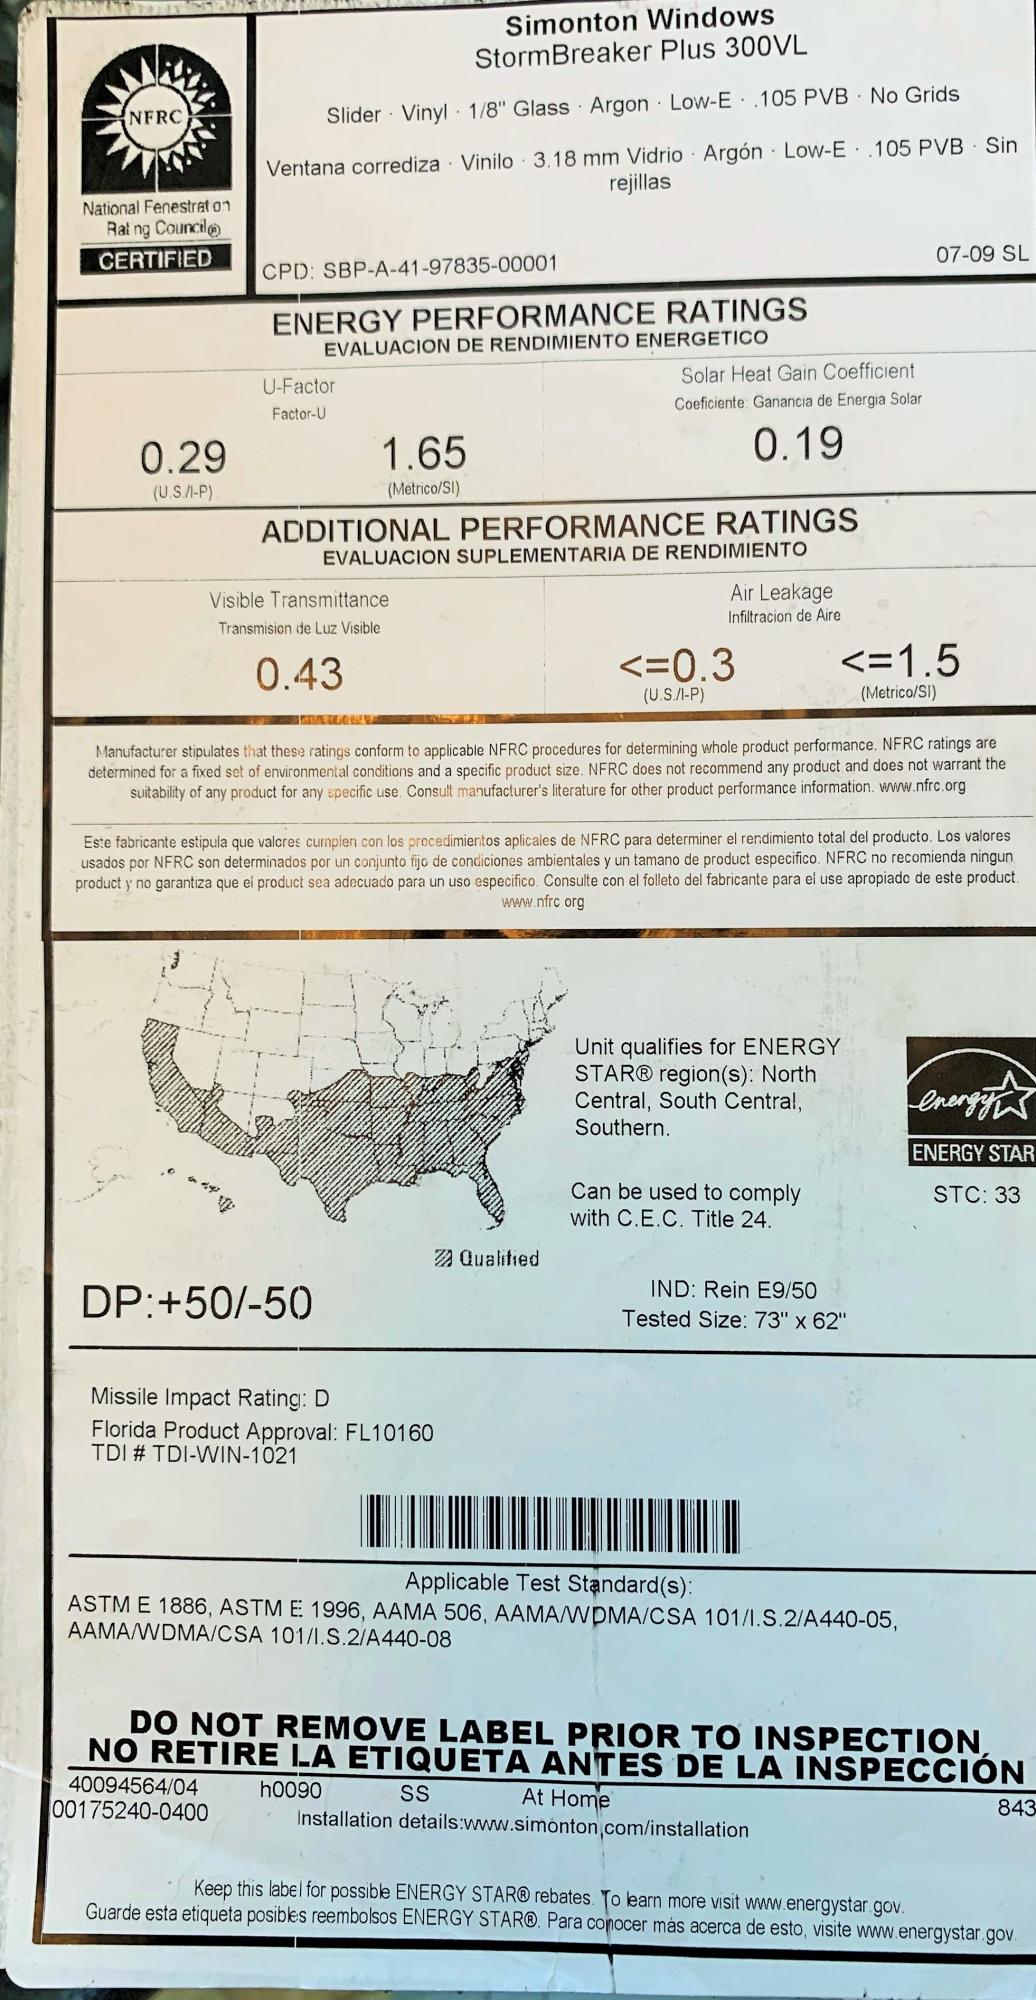 Simonton Windows
StormBreaker Plus 300VL
NFRC
National Fenestration
Rating Council®
CERTIFIED
Slider · Vinyl · 1/8" Glass · Argon · Low-E · .105 PVB · No Grids
Ventana corrediza · Vinilo · 3.18 mm Vidrio · Argón · Low-E · .105 PVB · Sin
rejillas
CPD: SBP-A-41-97835-00001
07-09 SL
ENERGY PERFORMANCE RATINGS
EVALUACION DE RENDIMIENTO ENERGETICO
U-Factor
Factor-U
0.29 1.65
(U.S./I-P) (Metrico/SI)
Solar Heat Gain Coefficient
Coeficiente: Ganancia de Energia Solar
0.19
ADDITIONAL PERFORMANCE RATINGS
EVALUACION SUPLEMENTARIA DE RENDIMIENTO
Visible Transmittance
Transmision de Luz Visible
0.43
Air Leakage
Infiltracion de Aire
<=0.3 <=1.5
(U.S./I-P) (Metrico/SI)
Manufacturer stipulates that these ratings conform to applicable NFRC procedures for determining whole product performance. NFRC ratings are
determined for a fixed set of environmental conditions and a specific product size. NFRC does not recommend any product and does not warrant the
suitability of any product for any specific use. Consult manufacturer's literature for other product performance information. www.nfrc.org
Este fabricante estipula que valores cumplen con los procedimientos aplicales de NFRC para determiner el rendimiento total del producto. Los valores
usados por NFRC son determinados por un conjunto fijo de condiciones ambientales y un tamano de product especifico. NFRC no recomienda ningun
product y no garantiza que el product sea adecuado para un uso especifico. Consulte con el folleto del fabricante para el use apropiado de este product.
www.nfrc org
Unit qualifies for ENERGY
STAR® region(s): North
Central, South Central,
Southern.
energy
ENERGY STAR
Can be used to comply
with C.E.C. Title 24.
STC: 33
Qualified
DP:+50/-50
IND: Rein E9/50
Tested Size: 73" x 62"
Missile Impact Rating: D
Florida Product Approval: FL10160
TDI # TDI-WIN-1021
Applicable Test Standard(s):
ASTM E 1886, ASTM E 1996, AAMA 506, AAMA/WDMA/CSA 101/I.S.2/A440-05,
AAMA/WDMA/CSA 101/I.S.2/A440-08
DO NOT REMOVE LABEL PRIOR TO INSPECTION
NO RETIRE LA ETIQUETA ANTES DE LA INSPECCIÓN
40094564/04 h0090 SS At Home 843
00175240-0400 Installation details:www.simonton.com/installation
Keep this label for possible ENERGY STAR® rebates. To learn more visit www.energystar.gov.
Guarde esta etiqueta posibles reembolsos ENERGY STAR®. Para conocer más acerca de esto, visite www.energystar.gov.